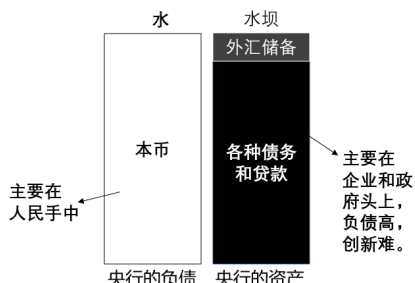 水
水坝
外汇储备
本币
各种债务
和贷款
主要在
人民手中
主要在
企业和政
府头上，
负债高，
创新难。
央行的负债
央行的资产